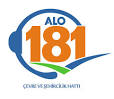 ALO
181
ÇEVRE VE ŞEHİRCİLİK HATTI